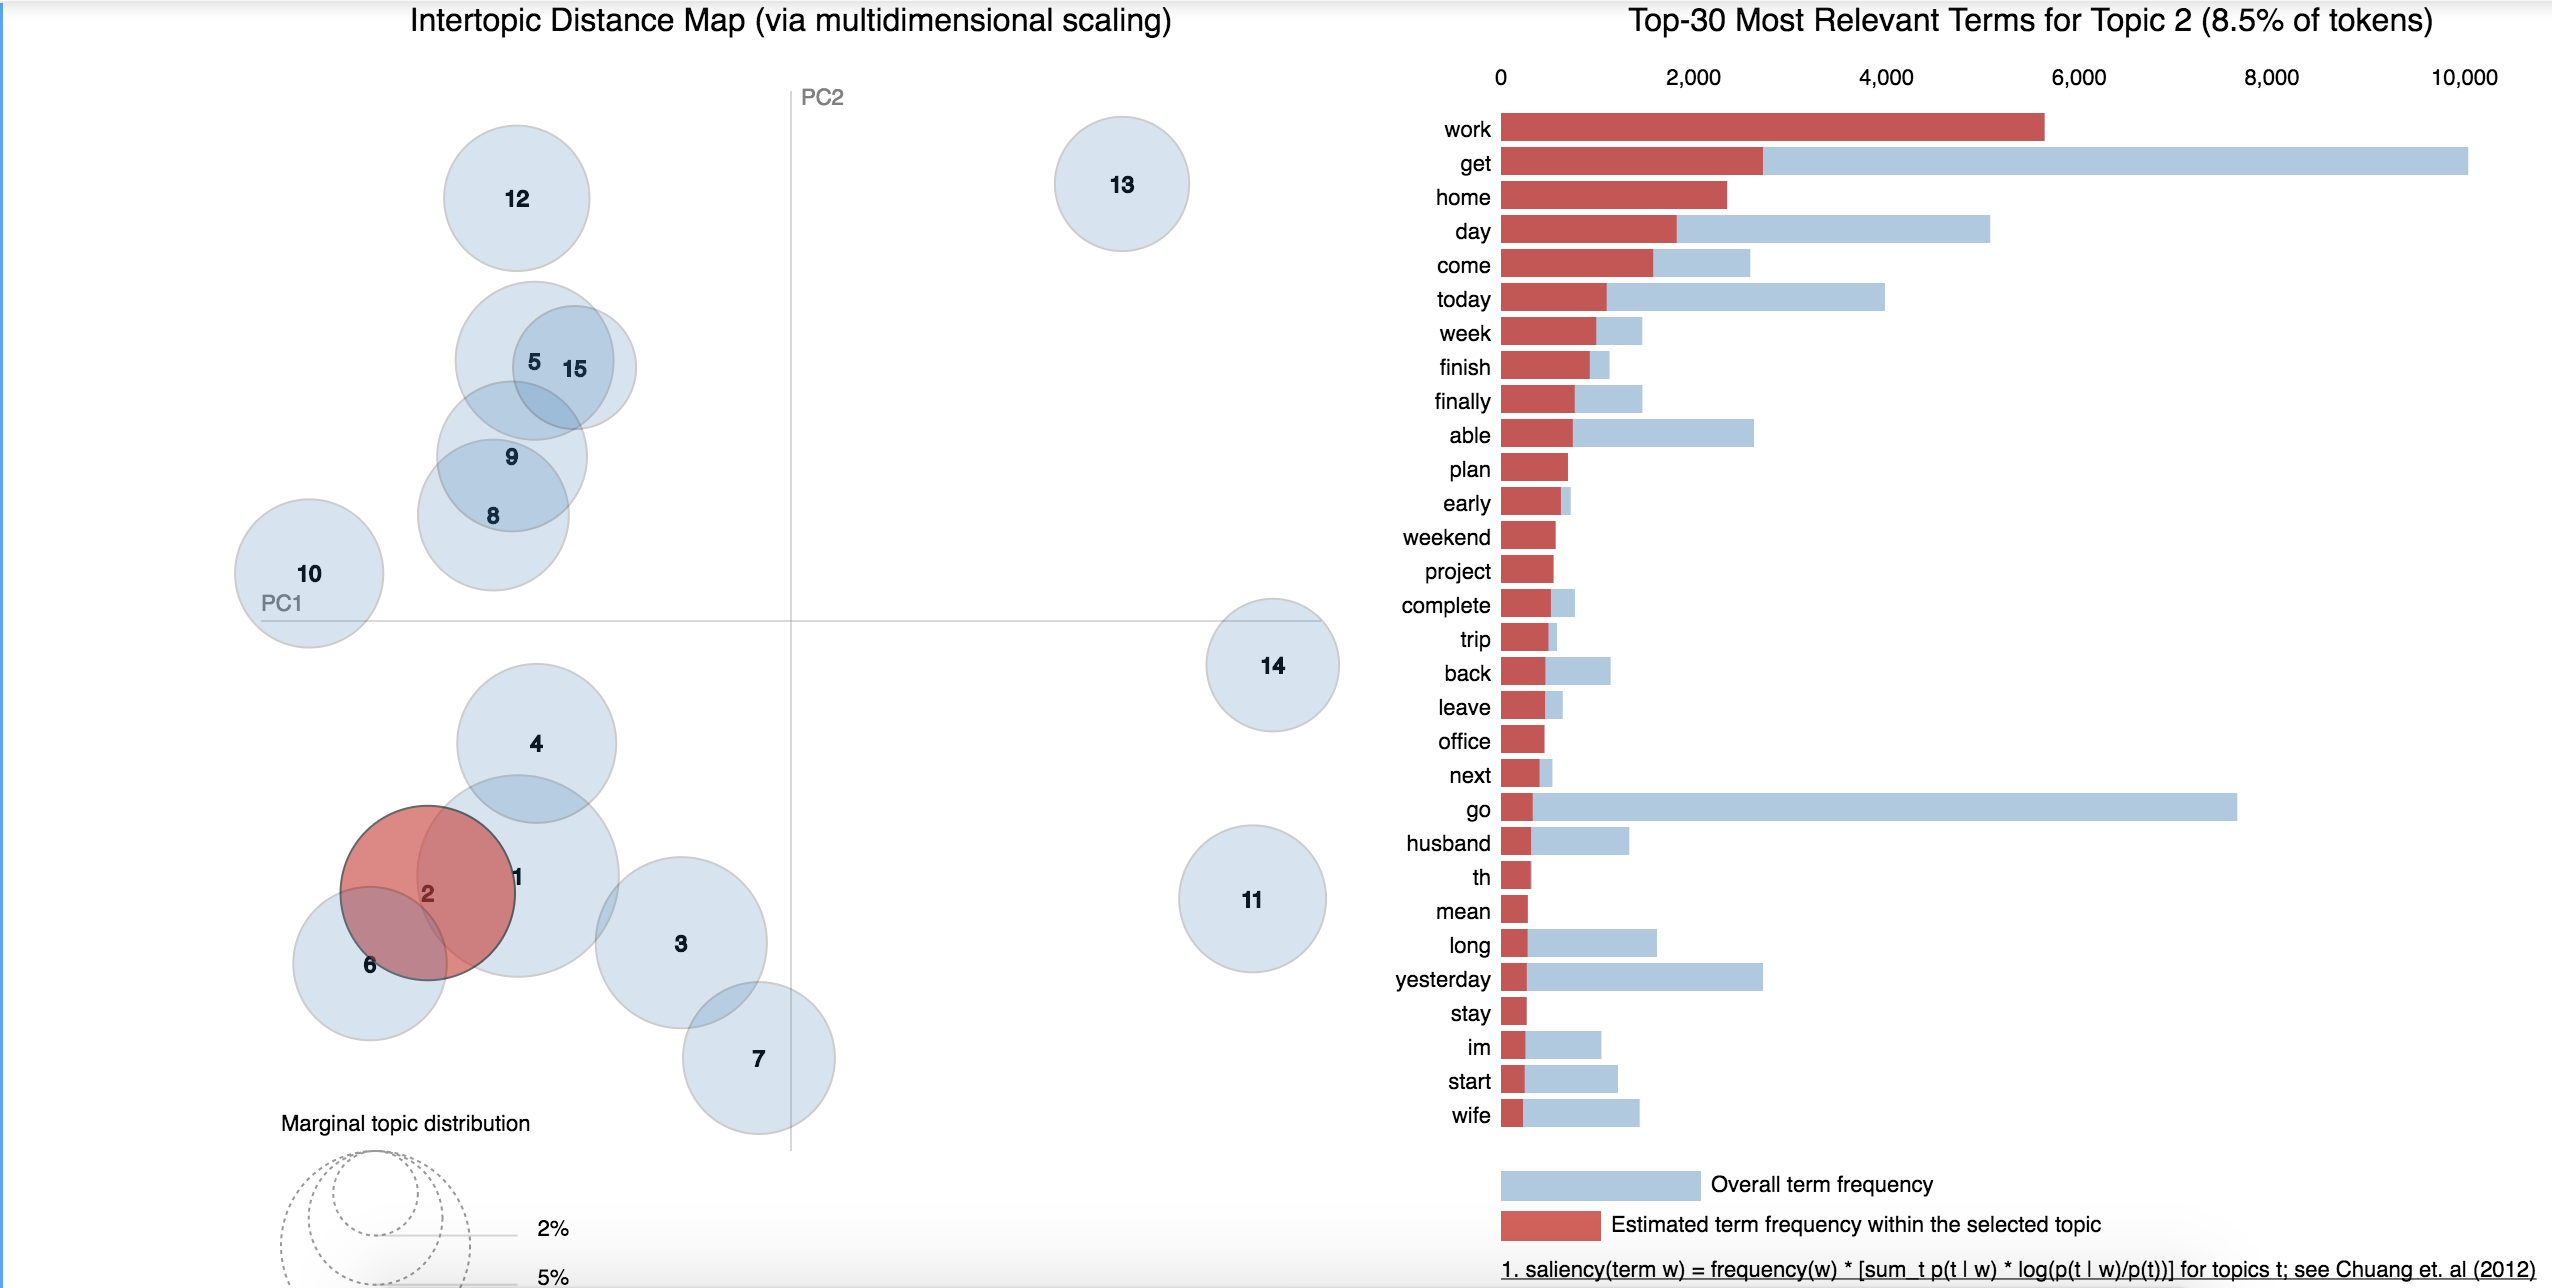 Intertopic Distance Map (via multidimensional scaling)
PC2
12
13
5
15
9
8
10
PC1
14
4
1
2
11
3
6
7
Marginal topic distribution
2%
5%
Top-30 Most Relevant Terms for Topic 2 (8.5% of tokens)
0 2,000 4,000 6,000 8,000 10,000
work
get
home
day
come
today
week
finish
finally
able
plan
early
weekend
project
complete
trip
back
leave
office
next
go
husband
th
mean
long
yesterday
stay
im
start
wife
Overall term frequency
Estimated term frequency within the selected topic
1. saliency(term w) = frequency(w) * [sum_t p(t | w) * log(p(t | w)/p(t))] for topics t; see Chuang et. al (2012)